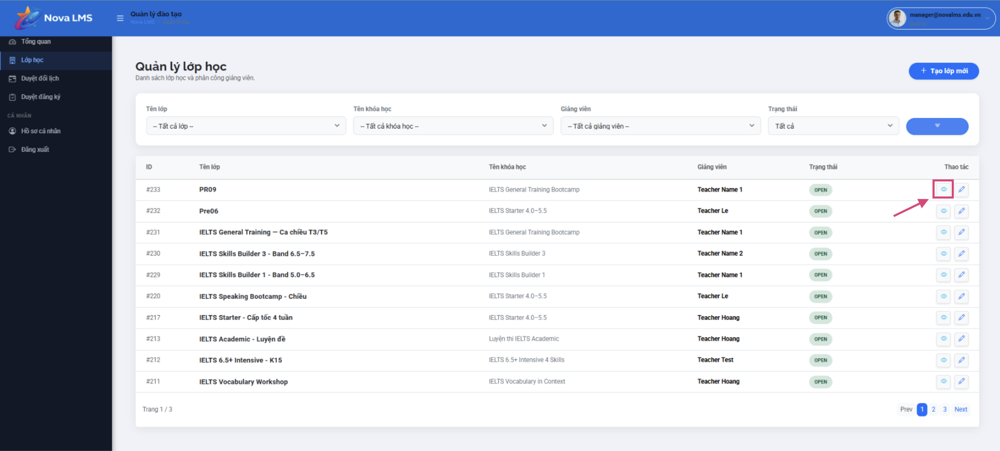 Nova LMS
Quản lý đào tạo
Nova LMS
Quản lý lớp
manager@novalms.edu.vn
Tổng quan
Lớp học
Duyệt đổi lịch
Duyệt đăng ký
CÁ NHÂN
Hồ sơ cá nhân
Đăng xuất
Quản lý lớp học
Danh sách lớp học và phân công giảng viên.
+ Tạo lớp mới
Tên lớp
Tên khóa học
Giảng viên
Trạng thái
-- Tất cả lớp --
-- Tất cả khóa học --
-- Tất cả giảng viên --
Tất cả
ID Tên lớp Tên khóa học Giảng viên Trạng thái Thao tác
#233 PR09 IELTS General Training Bootcamp Teacher Name 1 OPEN
#232 Pre06 IELTS Starter 4.0–5.5 Teacher Le OPEN
#231 IELTS General Training — Ca chiều T3/T5 IELTS General Training Bootcamp Teacher Name 1 OPEN
#230 IELTS Skills Builder 3 - Band 6.5–7.5 IELTS Skills Builder 3 Teacher Name 2 OPEN
#229 IELTS Skills Builder 1 - Band 5.0–6.5 IELTS Skills Builder 1 Teacher Name 1 OPEN
#220 IELTS Speaking Bootcamp - Chiều IELTS Starter 4.0–5.5 Teacher Le OPEN
#217 IELTS Starter - Cấp tốc 4 tuần IELTS Starter 4.0–5.5 Teacher Hoang OPEN
#213 IELTS Academic - Luyện đề Luyện thi IELTS Academic Teacher Hoang OPEN
#212 IELTS 6.5+ Intensive - K15 IELTS 6.5+ Intensive 4 Skills Teacher Test OPEN
#211 IELTS Vocabulary Workshop IELTS Vocabulary in Context Teacher Hoang OPEN
Trang 1 / 3
Prev 1 2 3 Next